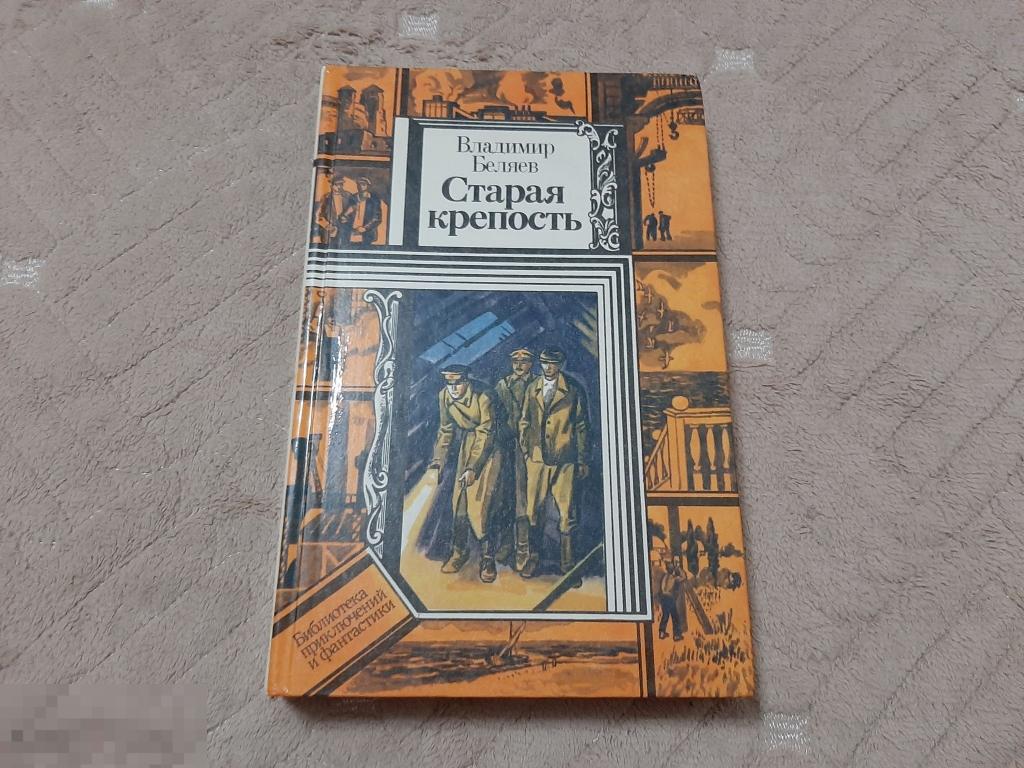 Владимир
Беляев
Старая
крепость
Библиотека
приключений
и фантастики